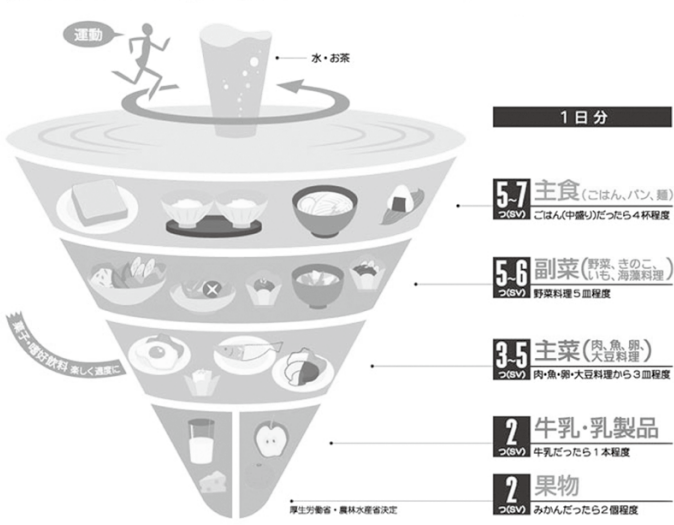 運動
水・お茶
1日分
5~7
つ(SV)
主食(ごはん、パン、麺)
ごはん(中盛り)だったら4杯程度
5~6
つ(SV)
副菜(野菜、きのこ、
いも、海藻料理)
野菜料理5皿程度
菓子・嗜好飲料 楽しく適度に
3~5
つ(SV)
主菜(肉、魚、卵、
大豆料理)
肉・魚・卵・大豆料理から3皿程度
2
つ(SV)
牛乳・乳製品
牛乳だったら1本程度
2
つ(SV)
果物
みかんだったら2個程度
厚生労働省・農林水産省決定